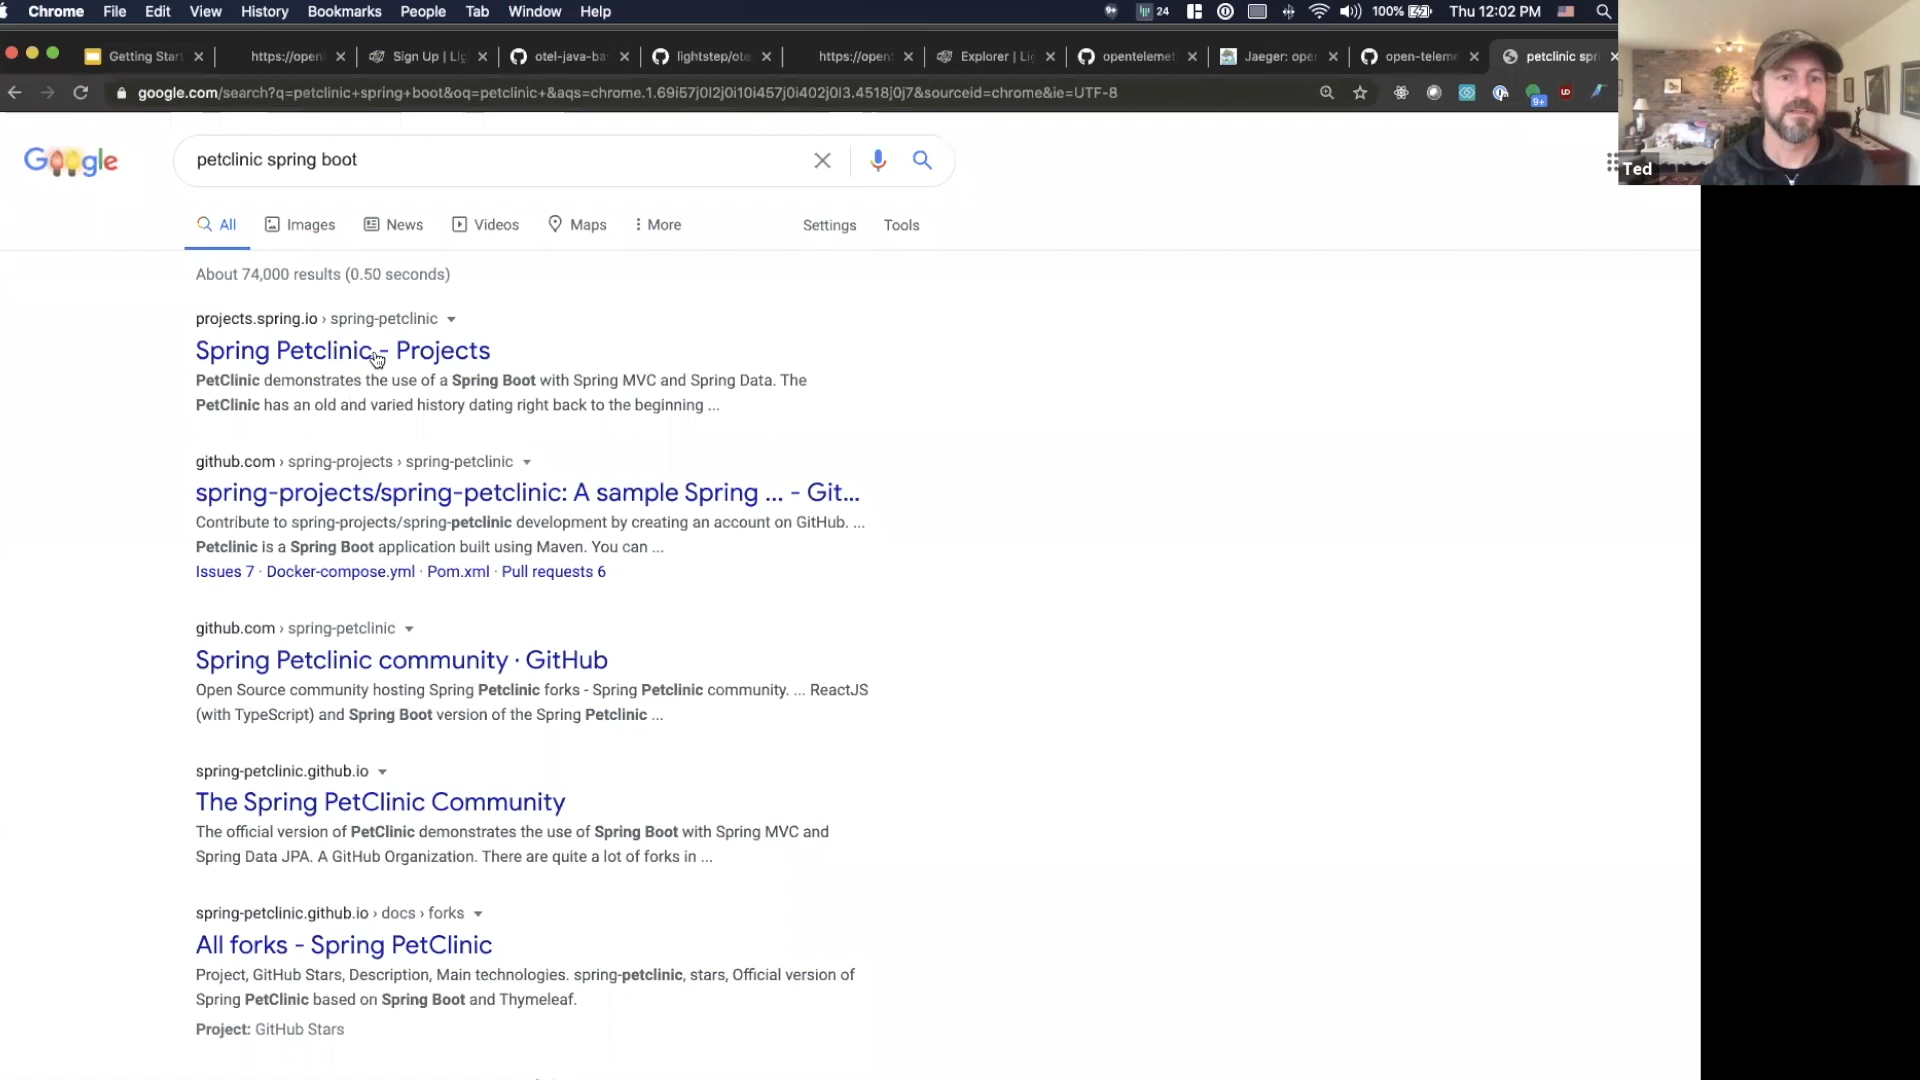 Chrome File Edit View History Bookmarks People Tab Window Help 9+ 24 100% Thu 12:02 PM
Getting Star https://open Sign Up | Lig otel-java-ba lightstep/ote https://open Explorer | Lig opentelemet Jaeger: oper open-teleme petclinic spri
google.com/search?q=petclinic+spring+boot&oq=petclinic+&aqs=chrome.1.69i57j0l2j0i10i457j0i402j0l3.4518j0j7&sourceid=chrome&ie=UTF-8
9+
Ted
Google
petclinic spring boot
All Images News Videos Maps More Settings Tools
About 74,000 results (0.50 seconds)
projects.spring.io › spring-petclinic
Spring Petclinic - Projects
PetClinic demonstrates the use of a Spring Boot with Spring MVC and Spring Data. The
PetClinic has an old and varied history dating right back to the beginning ...
github.com › spring-projects › spring-petclinic
spring-projects/spring-petclinic: A sample Spring ... - Git...
Contribute to spring-projects/spring-petclinic development by creating an account on GitHub. ...
Petclinic is a Spring Boot application built using Maven. You can ...
Issues 7 · Docker-compose.yml · Pom.xml · Pull requests 6
github.com › spring-petclinic
Spring Petclinic community · GitHub
Open Source community hosting Spring Petclinic forks - Spring Petclinic community. ... ReactJS
(with TypeScript) and Spring Boot version of the Spring Petclinic ...
spring-petclinic.github.io
The Spring PetClinic Community
The official version of PetClinic demonstrates the use of Spring Boot with Spring MVC and
Spring Data JPA. A GitHub Organization. There are quite a lot of forks in ...
spring-petclinic.github.io › docs › forks
All forks - Spring PetClinic
Project, GitHub Stars, Description, Main technologies. spring-petclinic, stars, Official version of
Spring PetClinic based on Spring Boot and Thymeleaf.
Project: GitHub Stars